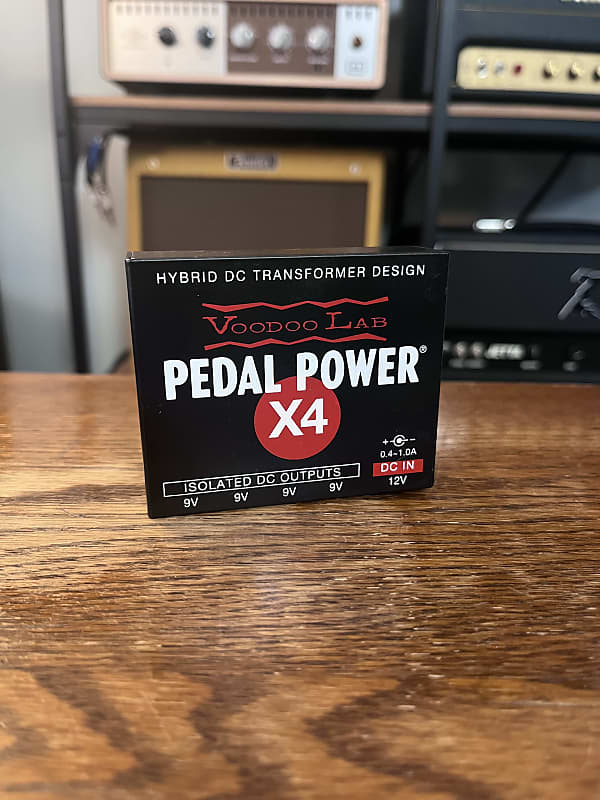 HYBRID DC TRANSFORMER DESIGN
VOODOO LAB
PEDAL POWER®
X4
+ -
0.4~1.0A
DC IN
12V
ISOLATED DC OUTPUTS
9V 9V 9V 9V